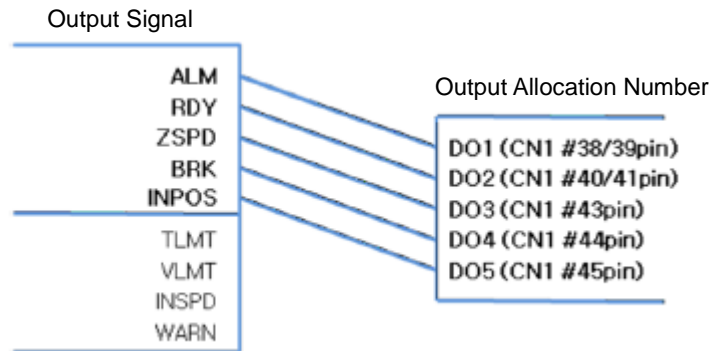 Output Signal
ALM
RDY
ZSPD
BRK
INPOS
TLMT
VLMT
INSPD
WARN
Output Allocation Number
DO1 (CN1 #38/39pin)
DO2 (CN1 #40/41pin)
DO3 (CN1 #43pin)
DO4 (CN1 #44pin)
DO5 (CN1 #45pin)